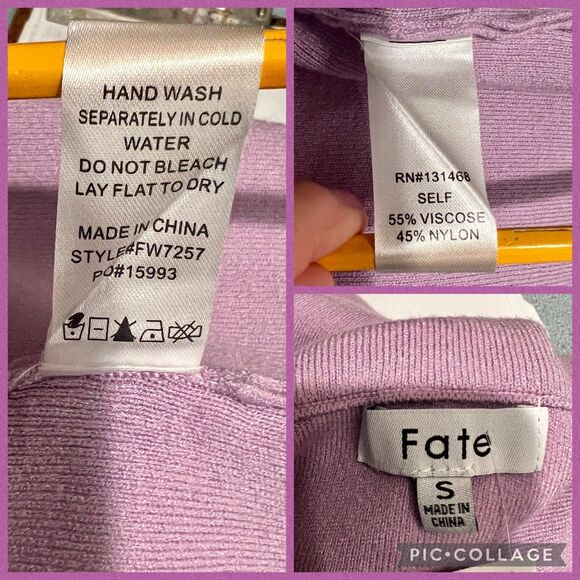 HAND WASH
SEPARATELY IN COLD
WATER
DO NOT BLEACH
LAY FLAT TO DRY
MADE IN CHINA
STYLE#FW7257
PO#15993
RN#131468
SELF
55% VISCOSE
45% NYLON
Fate
S
MADE IN
CHINA
PIC•COLLAGE